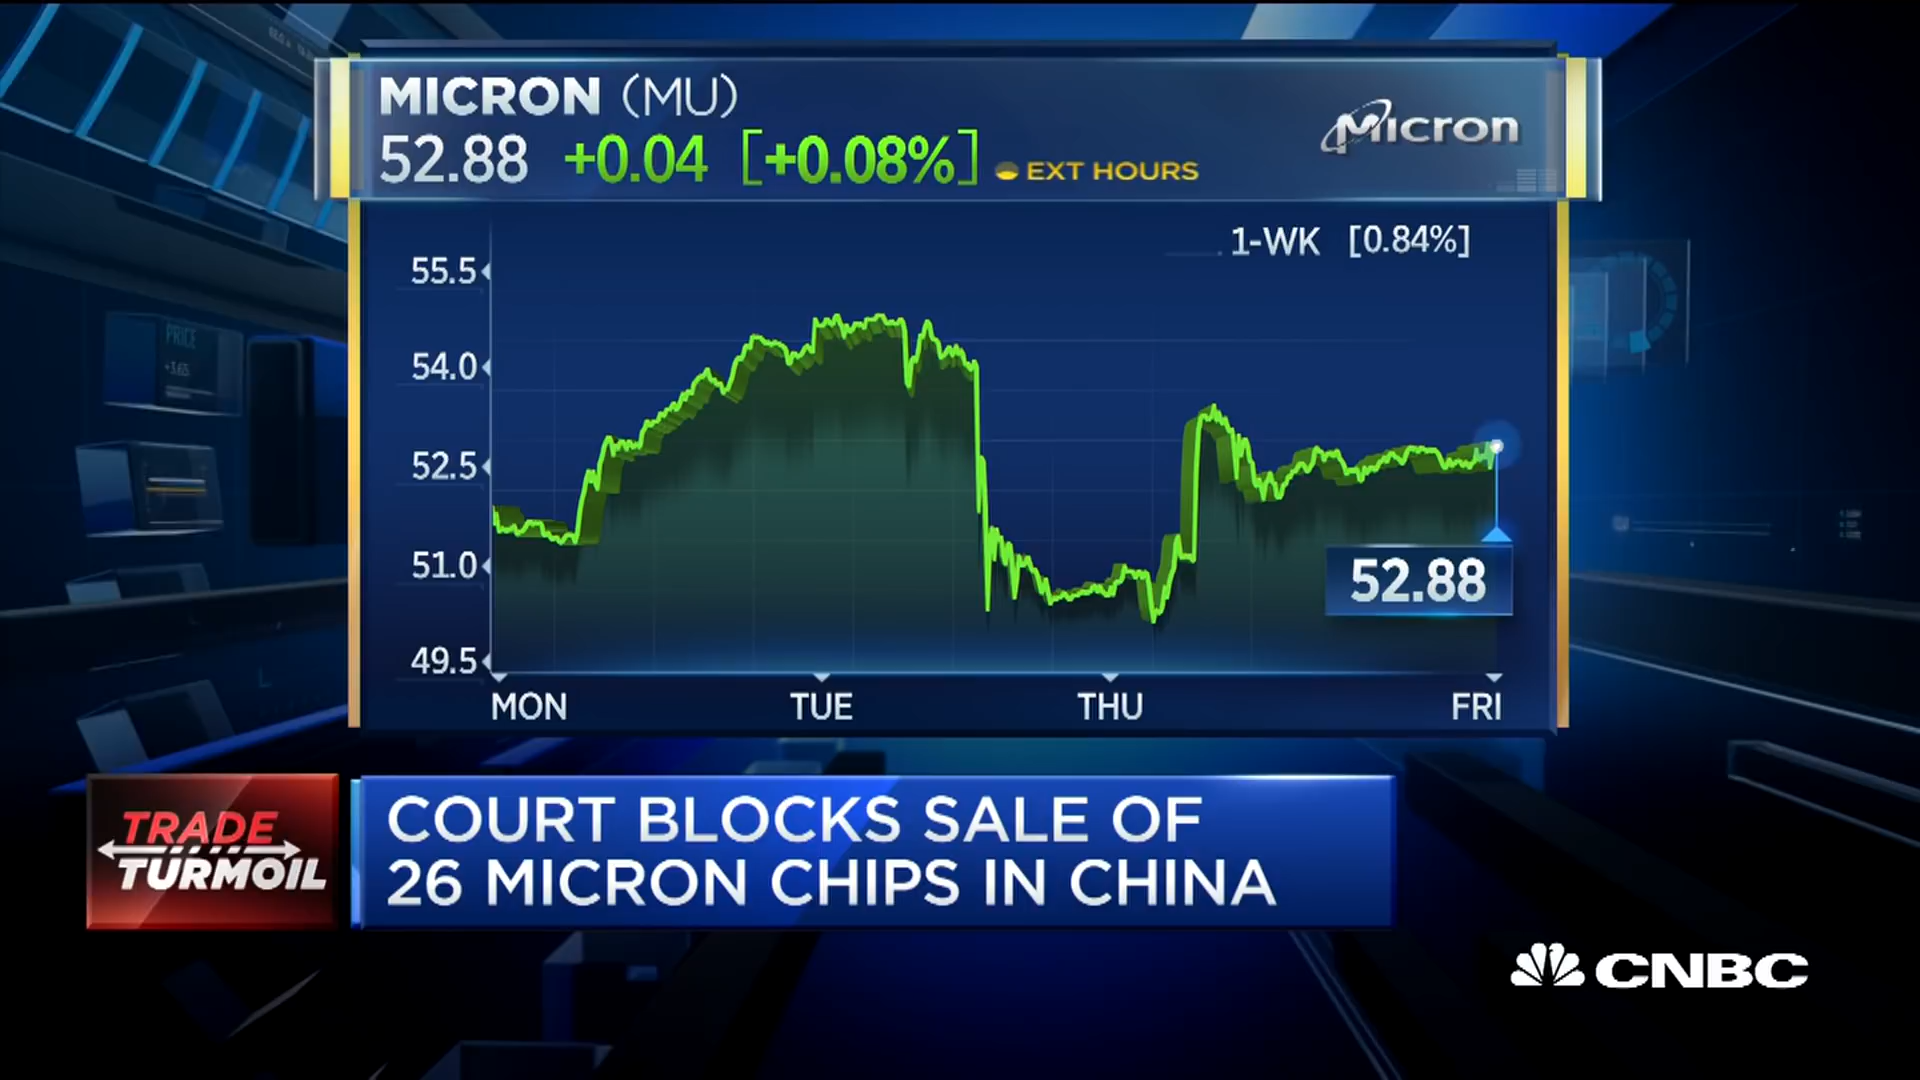 MICRON (MU)
52.88 +0.04 [+0.08%] EXT HOURS
Micron
1-WK [0.84%]
55.5
54.0
52.5
51.0
49.5
52.88
MON TUE THU FRI
PRICE
TRADE
TURMOIL
COURT BLOCKS SALE OF
26 MICRON CHIPS IN CHINA
CNBC